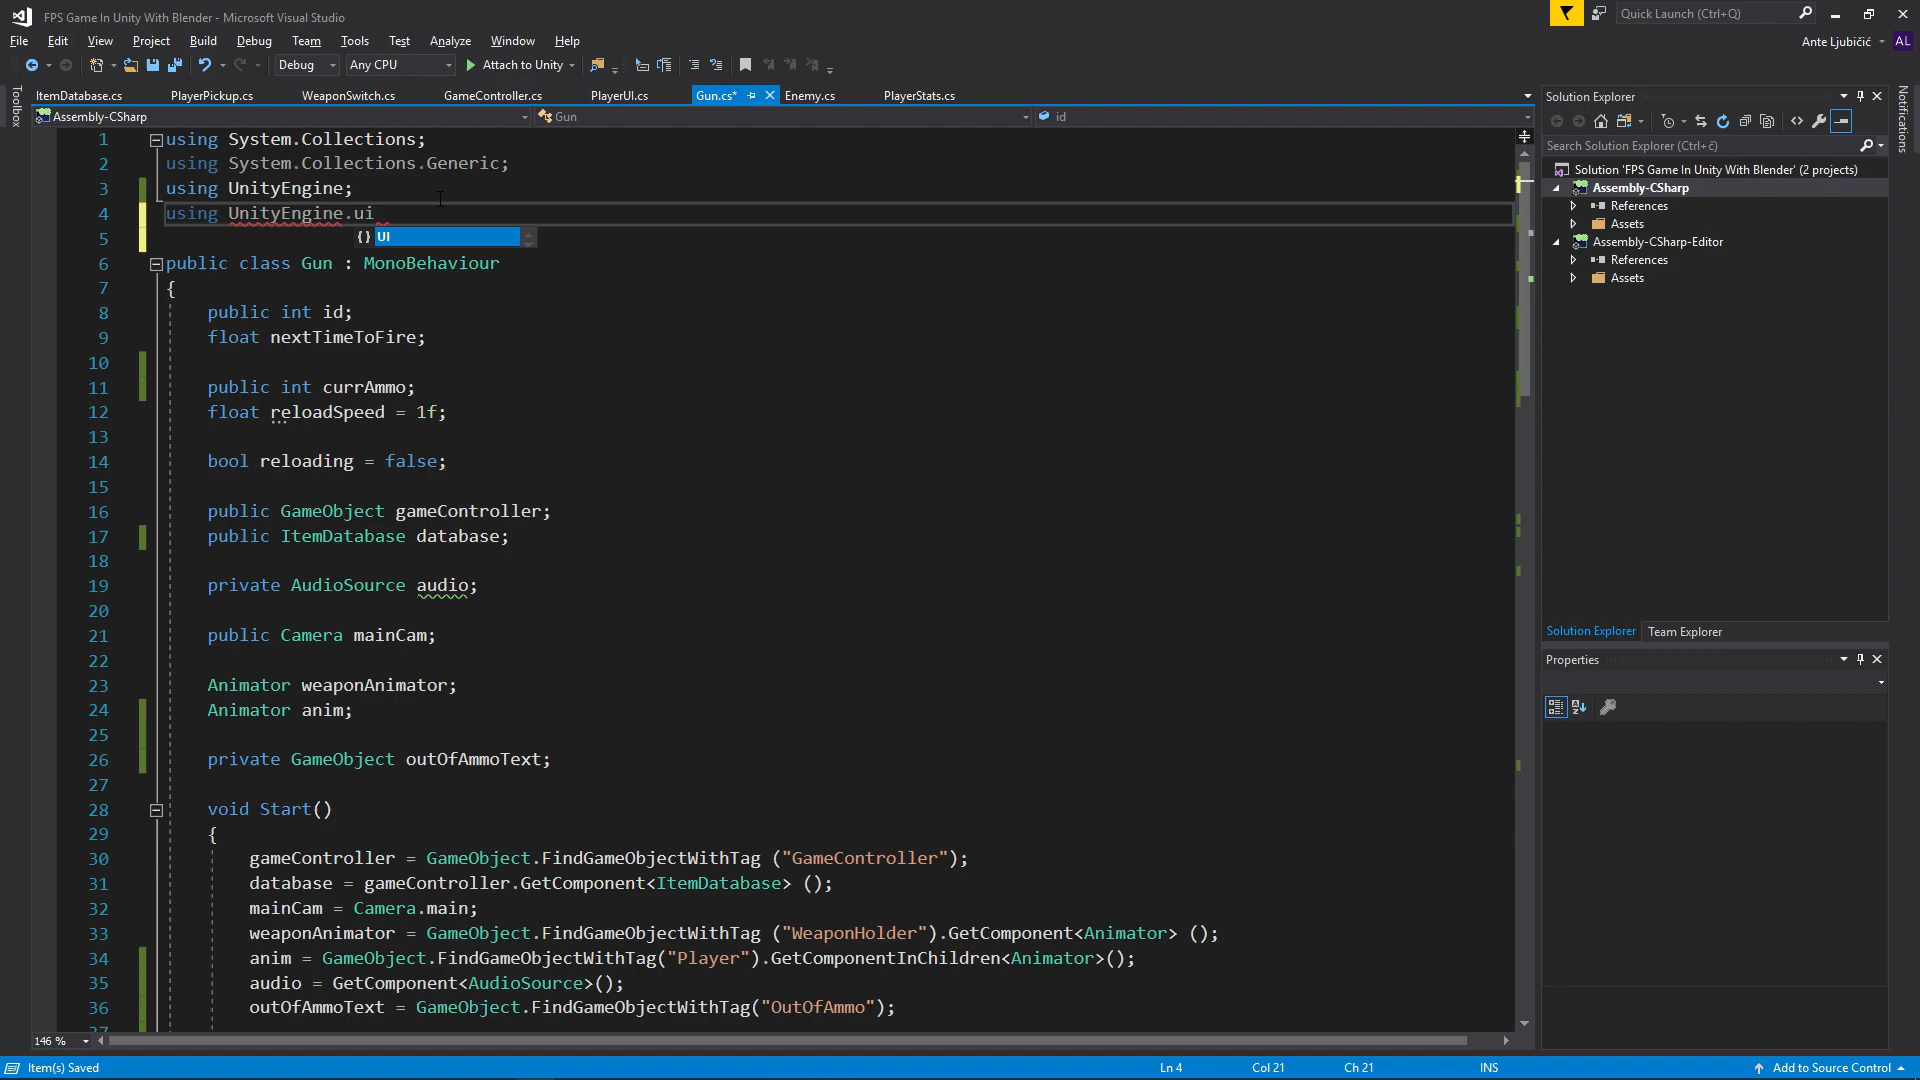 FPS Game In Unity With Blender - Microsoft Visual Studio
Quick Launch (Ctrl+Q)
File Edit View Project Build Debug Team Tools Test Analyze Window Help
Ante Ljubičić AL
Debug Any CPU Attach to Unity
Toolbox
ItemDatabase.cs PlayerPickup.cs WeaponSwitch.cs GameController.cs PlayerUI.cs Gun.cs* Enemy.cs PlayerStats.cs
Assembly-CSharp Gun id
1 using System.Collections;
2 using System.Collections.Generic;
3 using UnityEngine;
4 using UnityEngine.ui
{} UI
5
6 public class Gun : MonoBehaviour
7 {
8 public int id;
9 float nextTimeToFire;
10
11 public int currAmmo;
12 float reloadSpeed = 1f;
13
14 bool reloading = false;
15
16 public GameObject gameController;
17 public ItemDatabase database;
18
19 private AudioSource audio;
20
21 public Camera mainCam;
22
23 Animator weaponAnimator;
24 Animator anim;
25
26 private GameObject outOfAmmoText;
27
28 void Start()
29 {
30 gameController = GameObject.FindGameObjectWithTag ("GameController");
31 database = gameController.GetComponent<ItemDatabase> ();
32 mainCam = Camera.main;
33 weaponAnimator = GameObject.FindGameObjectWithTag ("WeaponHolder").GetComponent<Animator> ();
34 anim = GameObject.FindGameObjectWithTag("Player").GetComponentInChildren<Animator>();
35 audio = GetComponent<AudioSource>();
36 outOfAmmoText = GameObject.FindGameObjectWithTag("OutOfAmmo");
37
146 %
Solution Explorer
Search Solution Explorer (Ctrl+č)
Solution 'FPS Game In Unity With Blender' (2 projects)
Assembly-CSharp
References
Assets
Assembly-CSharp-Editor
References
Assets
Solution Explorer Team Explorer
Properties
Notifications
Item(s) Saved Ln 4 Col 21 Ch 21 INS Add to Source Control